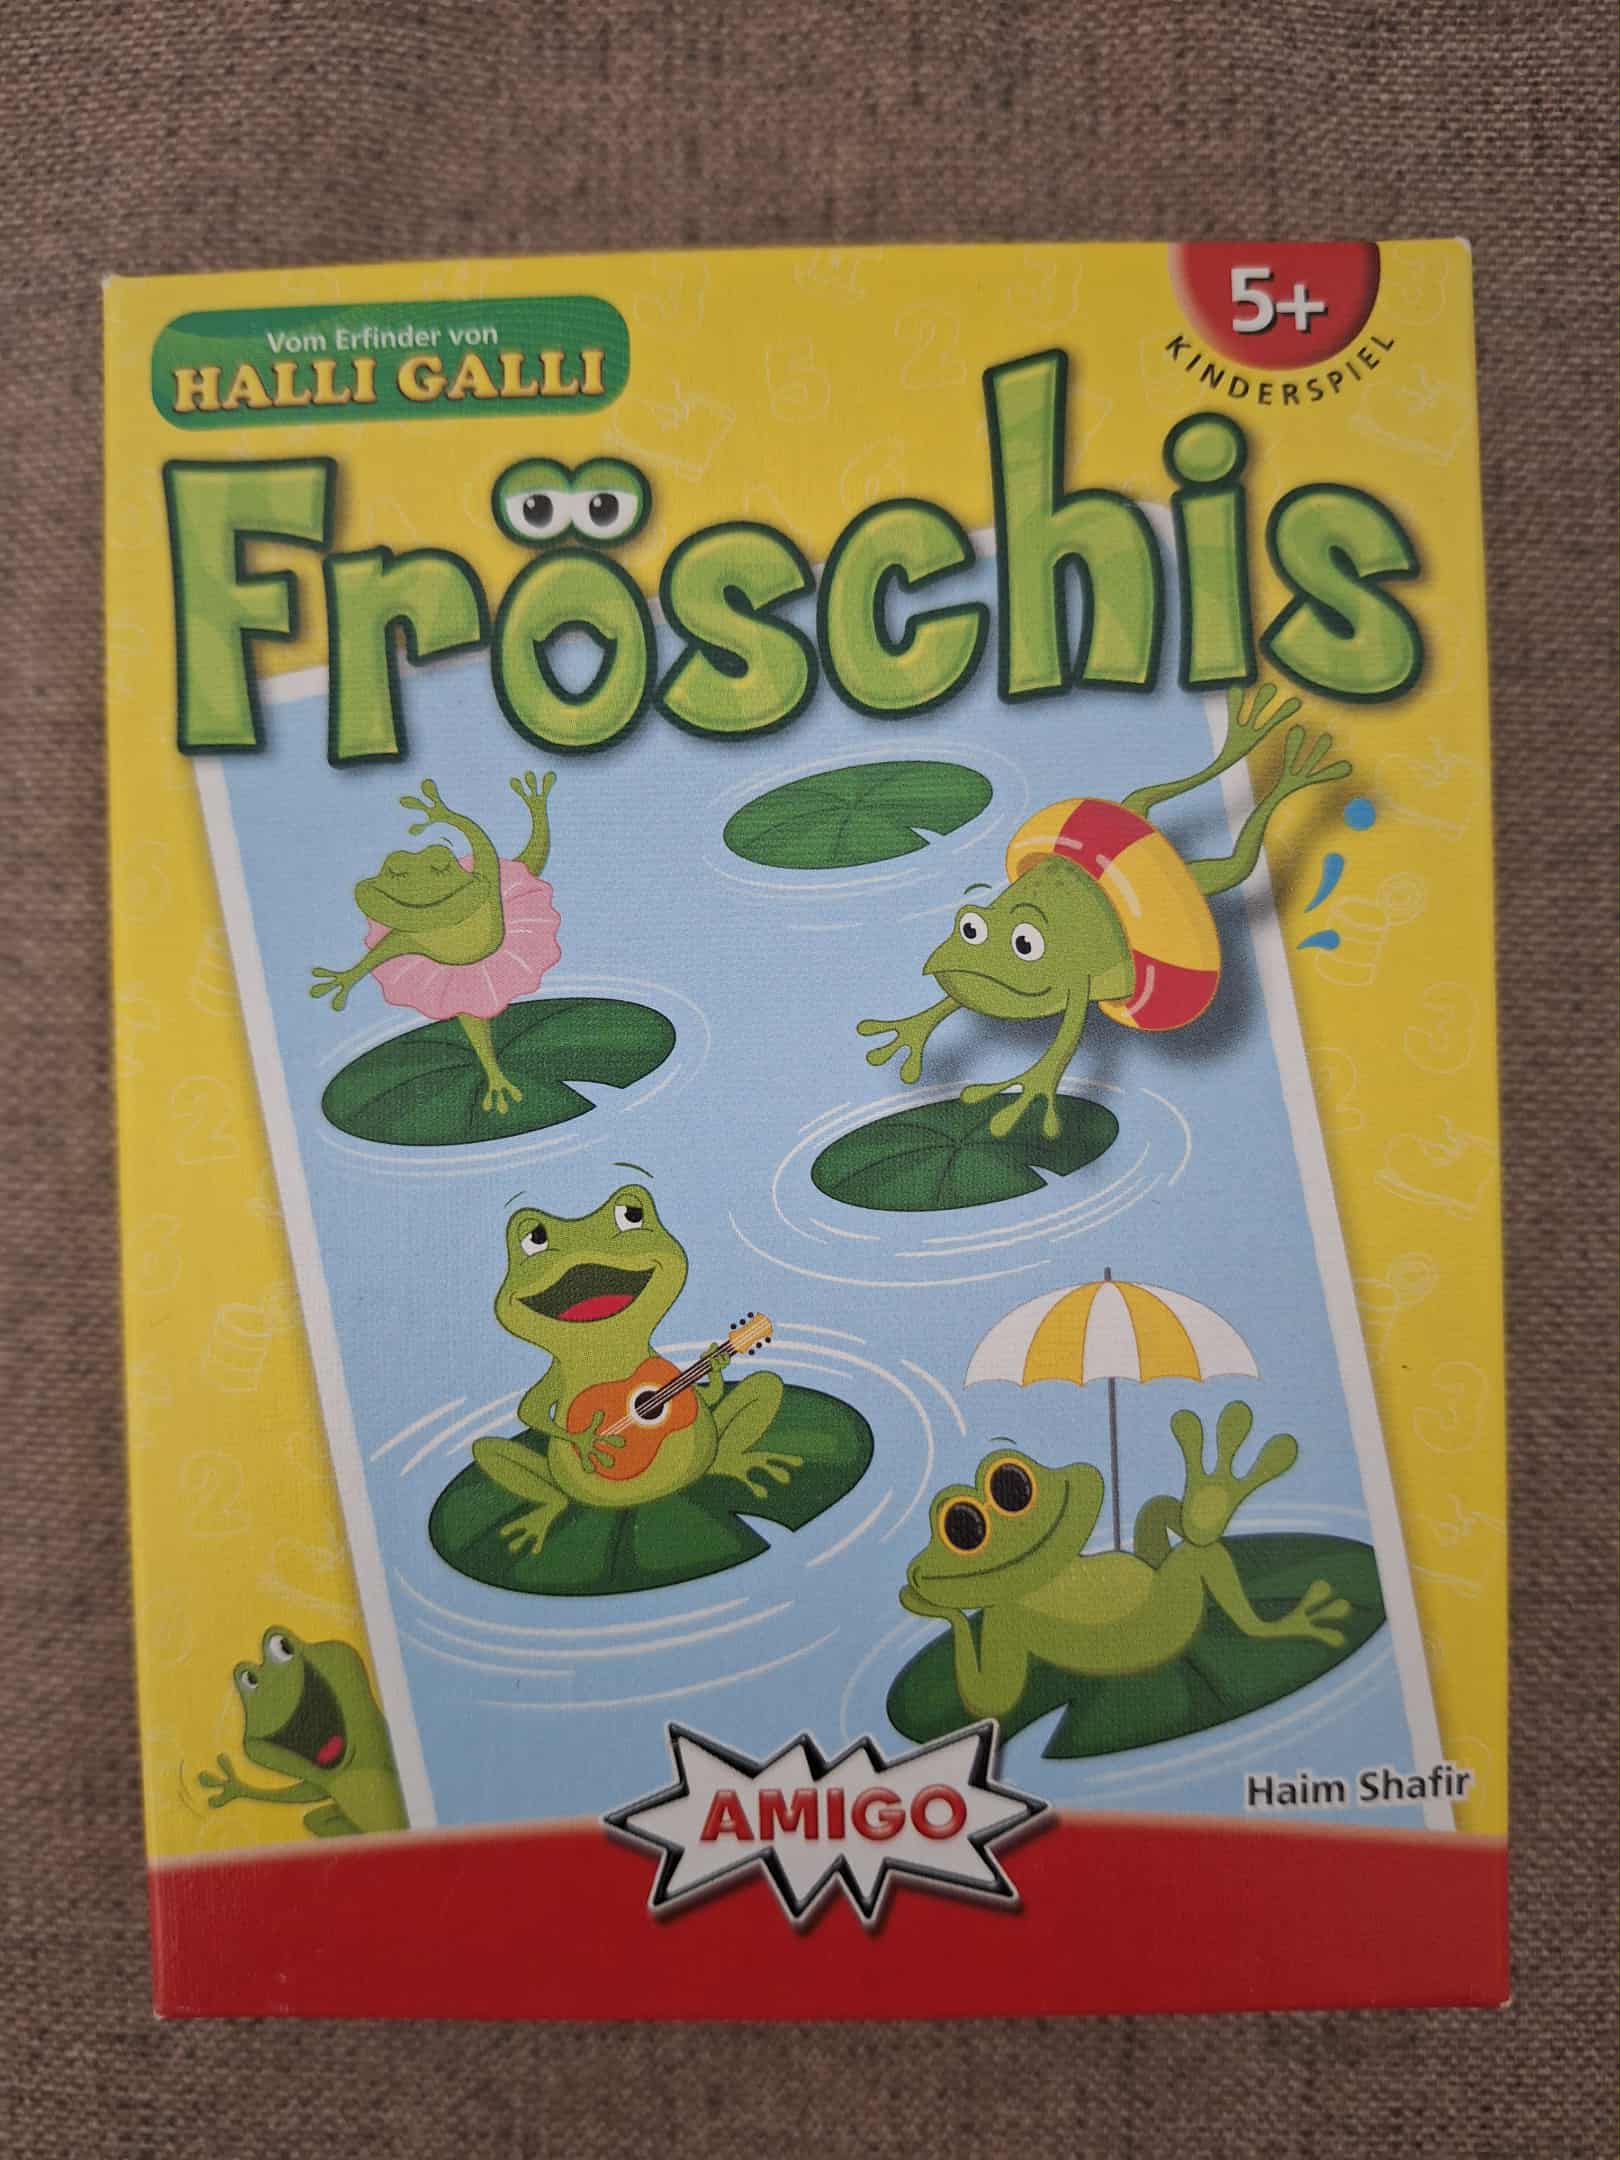 Vom Erfinder von
HALLI GALLI
5+
KINDERSPIEL
Fröschis
Haim Shafir
AMIGO